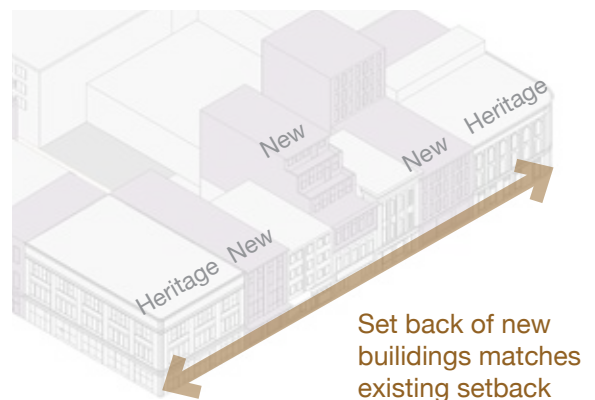 New
New
Heritage
Heritage
New
Set back of new
builidings matches
existing setback